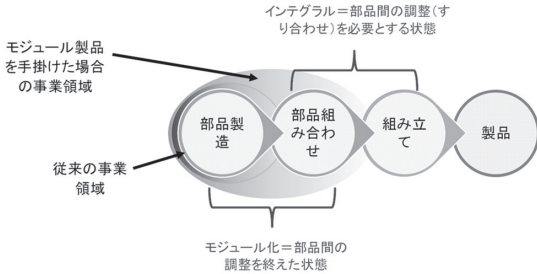 インテグラル＝部品間の調整(す
り合わせ)を必要とする状態
モジュール製品
を手掛けた場合
の事業領域
部品製
造
部品組
み合わ
せ
組み立
て
製品
従来の事業
領域
モジュール化＝部品間の
調整を終えた状態